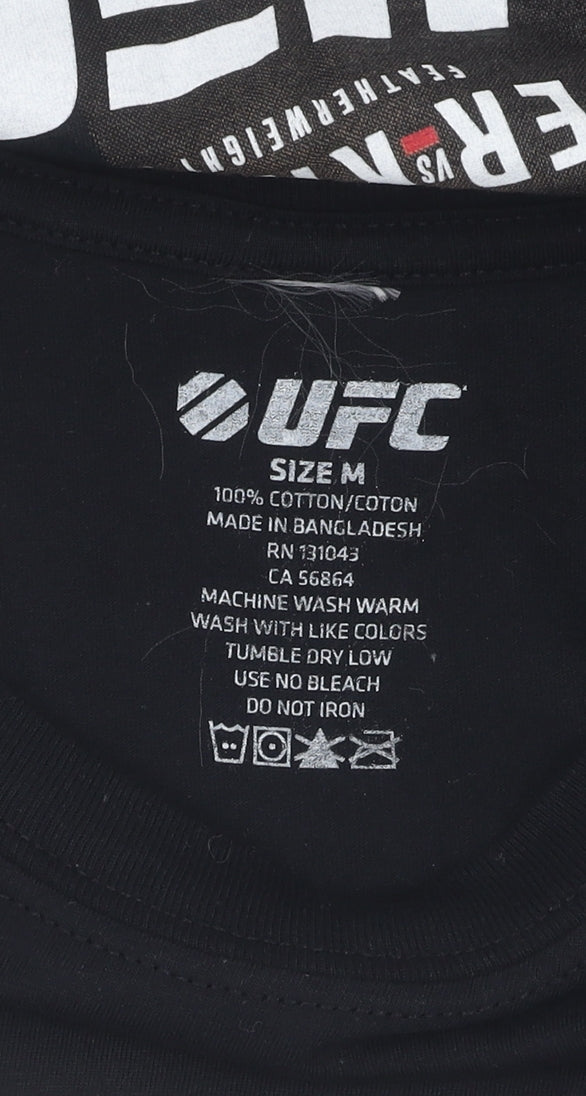 FEATHERWEIGHT
VS
UFC
SIZE M
100% COTTON/COTON
MADE IN BANGLADESH
RN 131043
CA 56864
MACHINE WASH WARM
WASH WITH LIKE COLORS
TUMBLE DRY LOW
USE NO BLEACH
DO NOT IRON